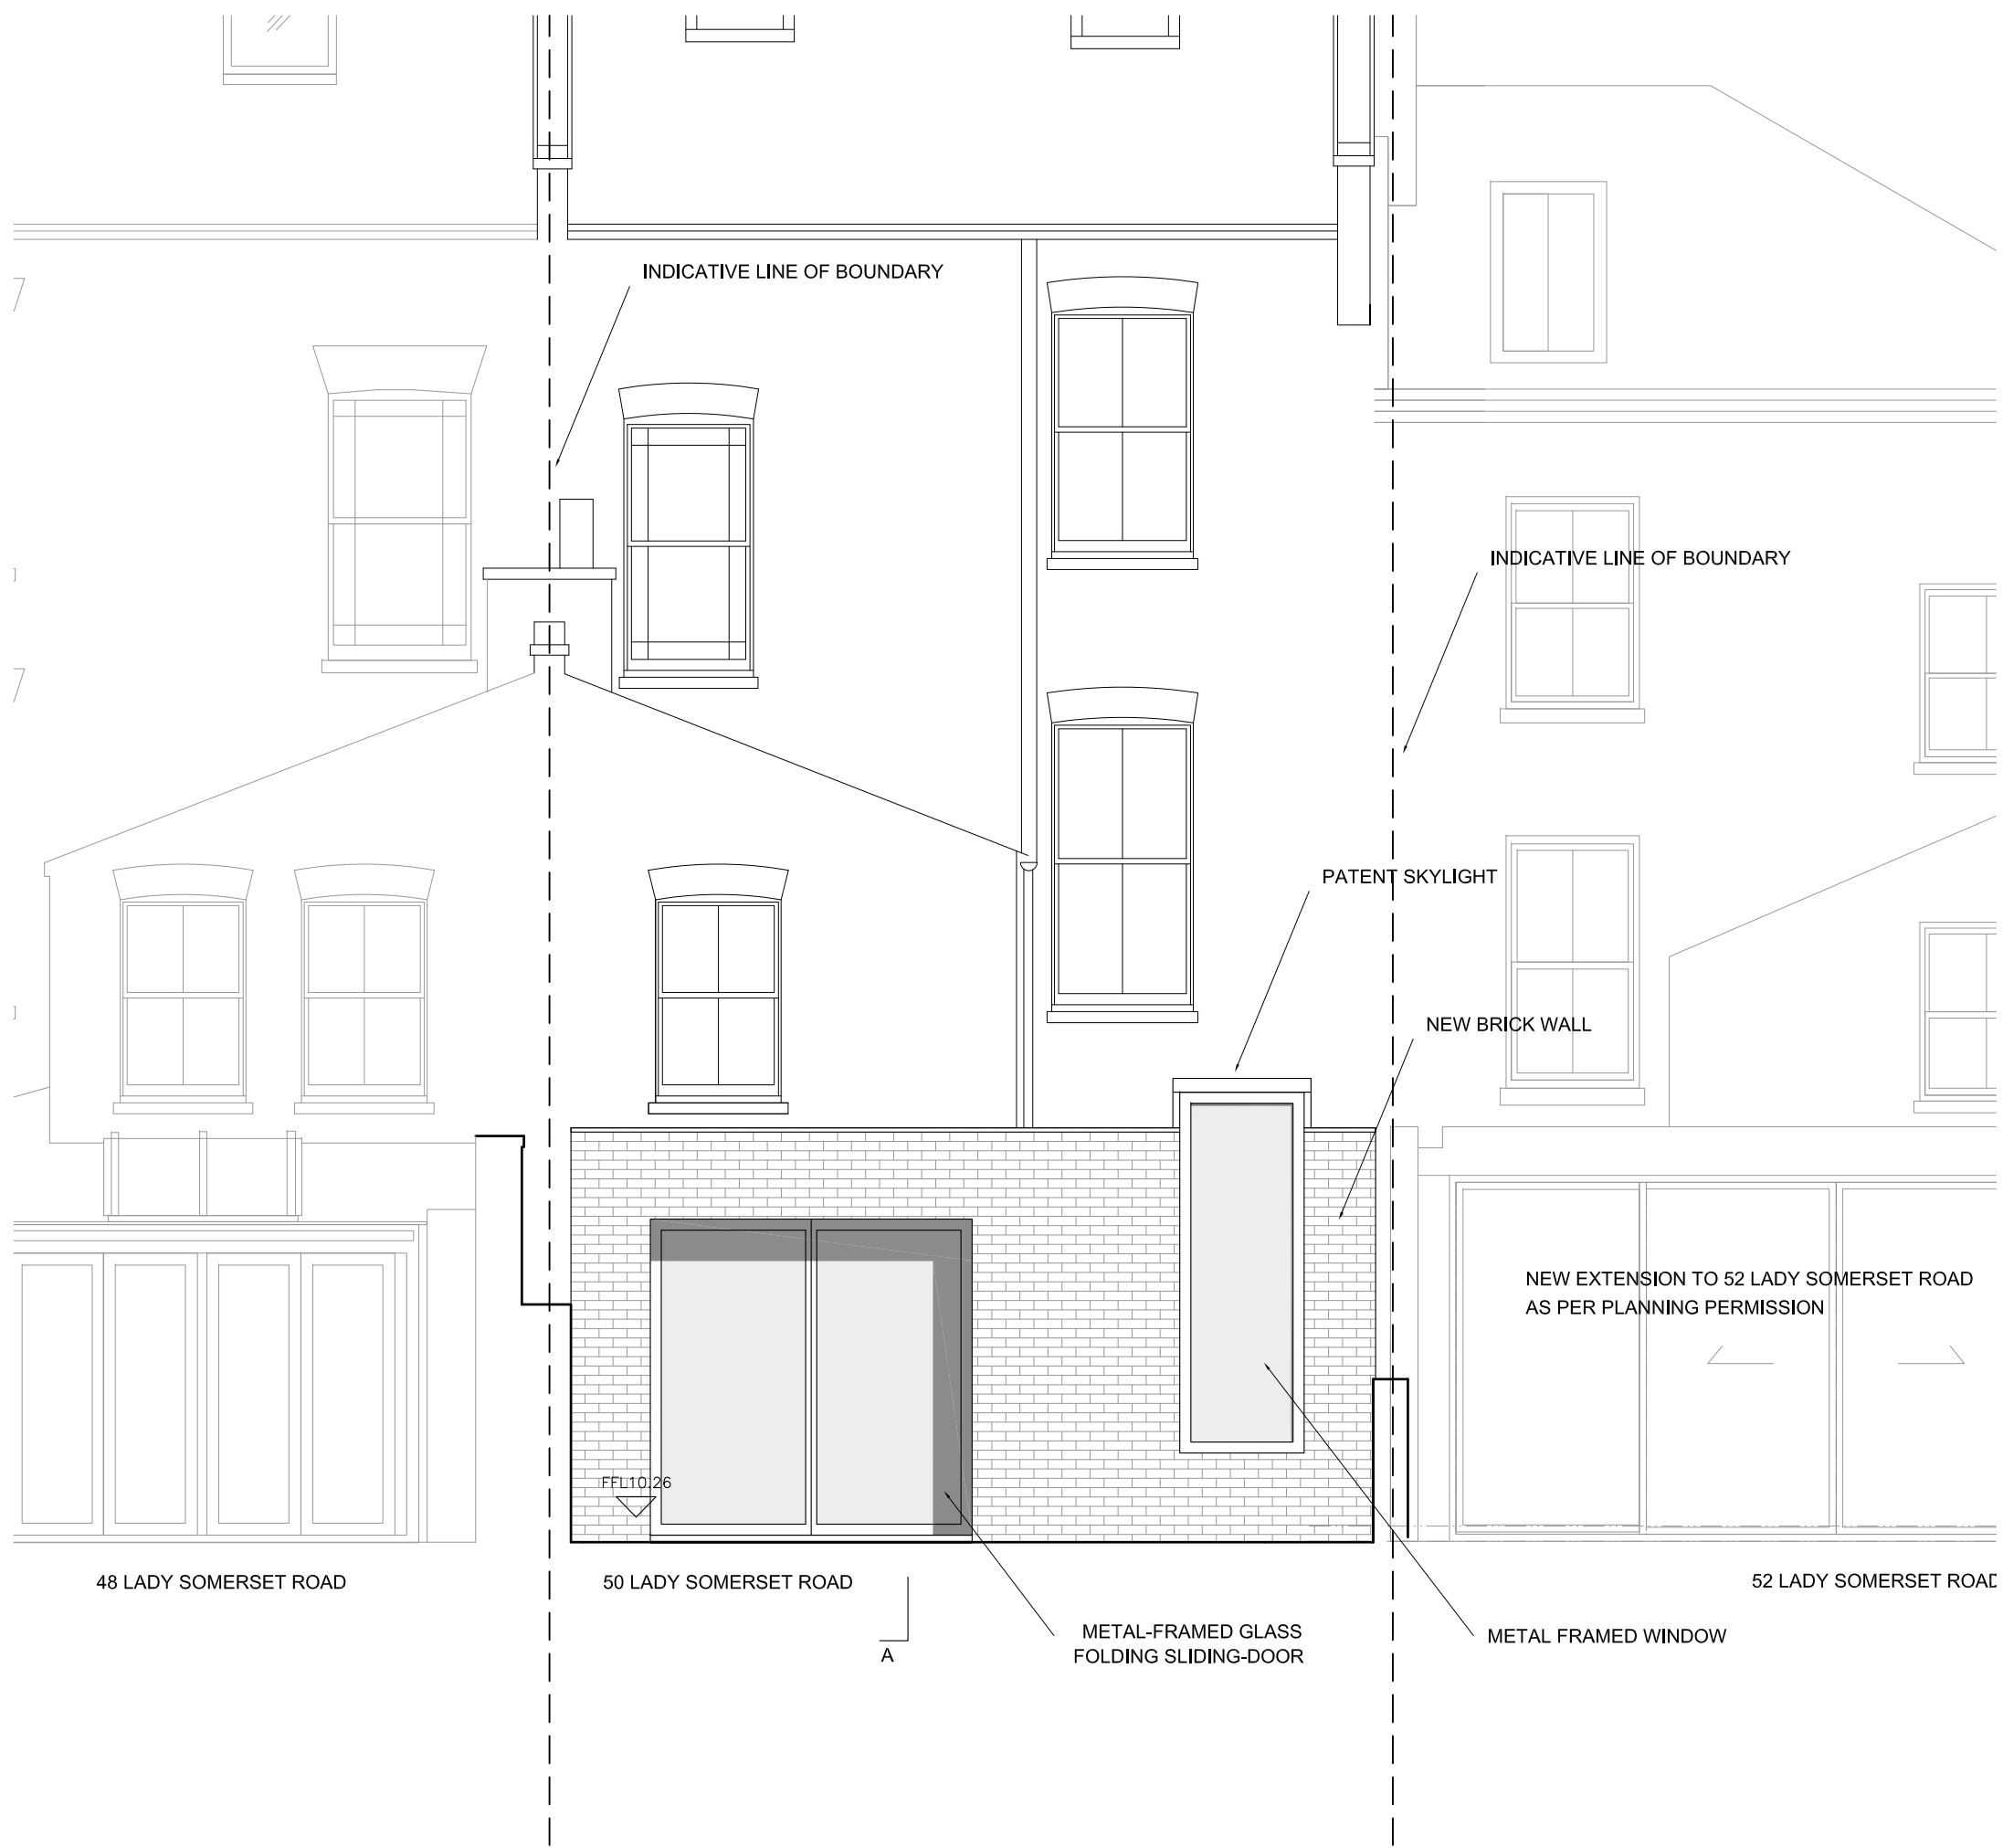 INDICATIVE LINE OF BOUNDARY
INDICATIVE LINE OF BOUNDARY
PATENT SKYLIGHT
NEW BRICK WALL
NEW EXTENSION TO 52 LADY SOMERSET ROAD
AS PER PLANNING PERMISSION
FFL10.26
48 LADY SOMERSET ROAD
50 LADY SOMERSET ROAD
52 LADY SOMERSET ROAD
A
METAL-FRAMED GLASS
FOLDING SLIDING-DOOR
METAL FRAMED WINDOW